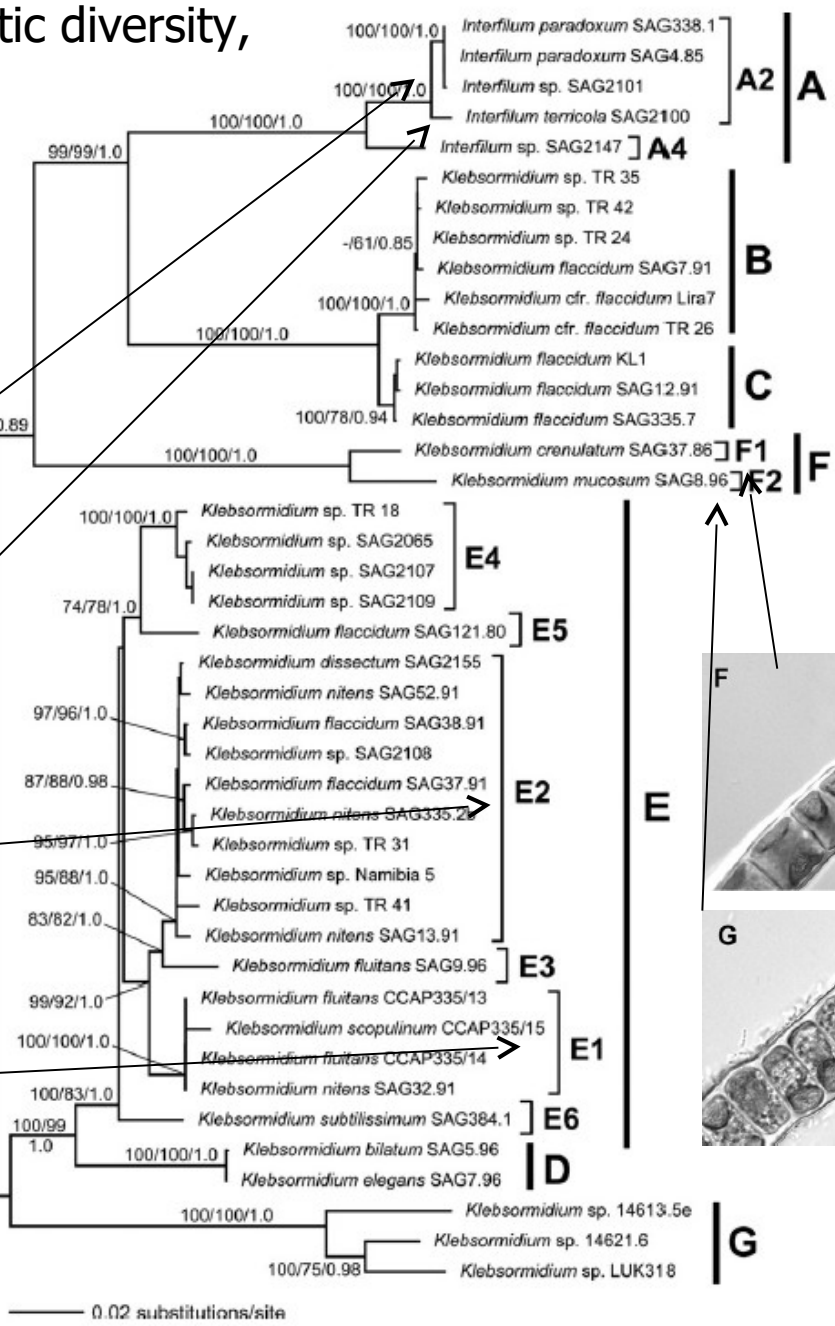 tic diversity,
100/100/1.0
Interfilum paradoxum SAG338.1
Interfilum paradoxum SAG4.85
Interfilum sp. SAG2101
Interfilum terricola SAG2100
A2
A
100/100/1.0
100/100/1.0
Interfilum sp. SAG2147
A4
99/99/1.0
Klebsormidium sp. TR 35
Klebsormidium sp. TR 42
Klebsormidium sp. TR 24
-/61/0.85
Klebsormidium flaccidum SAG7.91
B
Klebsormidium cfr. flaccidum Lira7
100/100/1.0
Klebsormidium cfr. flaccidum TR 26
100/100/1.0
Klebsormidium flaccidum KL1
Klebsormidium flaccidum SAG12.91
C
100/78/0.94
Klebsormidium flaccidum SAG335.7
0.89
Klebsormidium crenulatum SAG37.86
F1
F
100/100/1.0
Klebsormidium mucosum SAG8.96
F2
Klebsormidium sp. TR 18
100/100/1.0
Klebsormidium sp. SAG2065
E4
Klebsormidium sp. SAG2107
Klebsormidium sp. SAG2109
74/78/1.0
Klebsormidium flaccidum SAG121.80
E5
Klebsormidium dissectum SAG2155
F
Klebsormidium nitens SAG52.91
97/96/1.0
Klebsormidium flaccidum SAG38.91
Klebsormidium sp. SAG2108
87/88/0.98
Klebsormidium flaccidum SAG37.91
E2
E
Klebsormidium nitens SAG335.2b
95/97/1.0
Klebsormidium sp. TR 31
95/88/1.0
Klebsormidium sp. Namibia 5
Klebsormidium sp. TR 41
83/82/1.0
Klebsormidium nitens SAG13.91
G
Klebsormidium fluitans SAG9.96
E3
99/92/1.0
Klebsormidium fluitans CCAP335/13
Klebsormidium scopulinum CCAP335/15
100/100/1.0
Klebsormidium fluitans CCAP335/14
E1
Klebsormidium nitens SAG32.91
100/83/1.0
Klebsormidium subtilissimum SAG384.1
E6
100/99
1.0
100/100/1.0
Klebsormidium bilatum SAG5.96
Klebsormidium elegans SAG7.96
D
100/100/1.0
Klebsormidium sp. 14613.5e
Klebsormidium sp. 14621.6
G
100/75/0.98
Klebsormidium sp. LUK318
0.02 substitutions/site